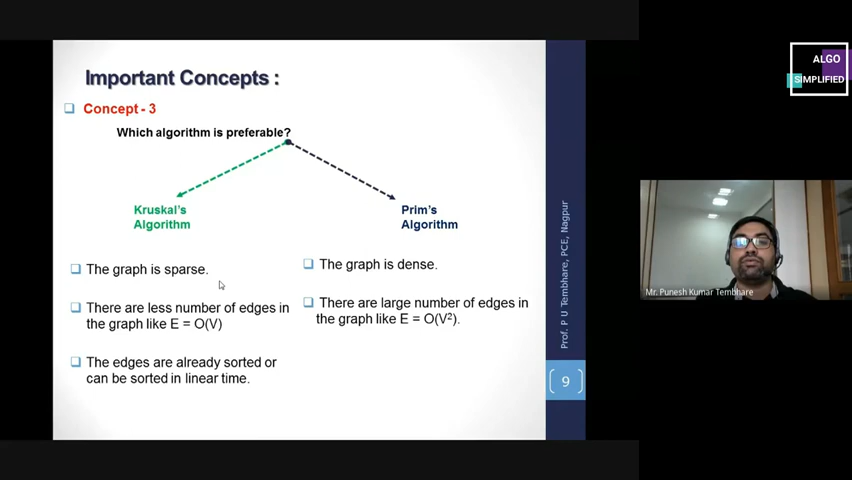 Important Concepts :
Concept - 3
Which algorithm is preferable?
Kruskal's
Algorithm
The graph is sparse.
There are less number of edges in
the graph like E = O(V)
The edges are already sorted or
can be sorted in linear time.
Prim's
Algorithm
The graph is dense.
There are large number of edges in
the graph like E = O(V²).
Prof. P U Tembhare, PCE, Nagpur
9
ALGO
SIMPLIFIED
Mr. Punesh Kumar Tembhare